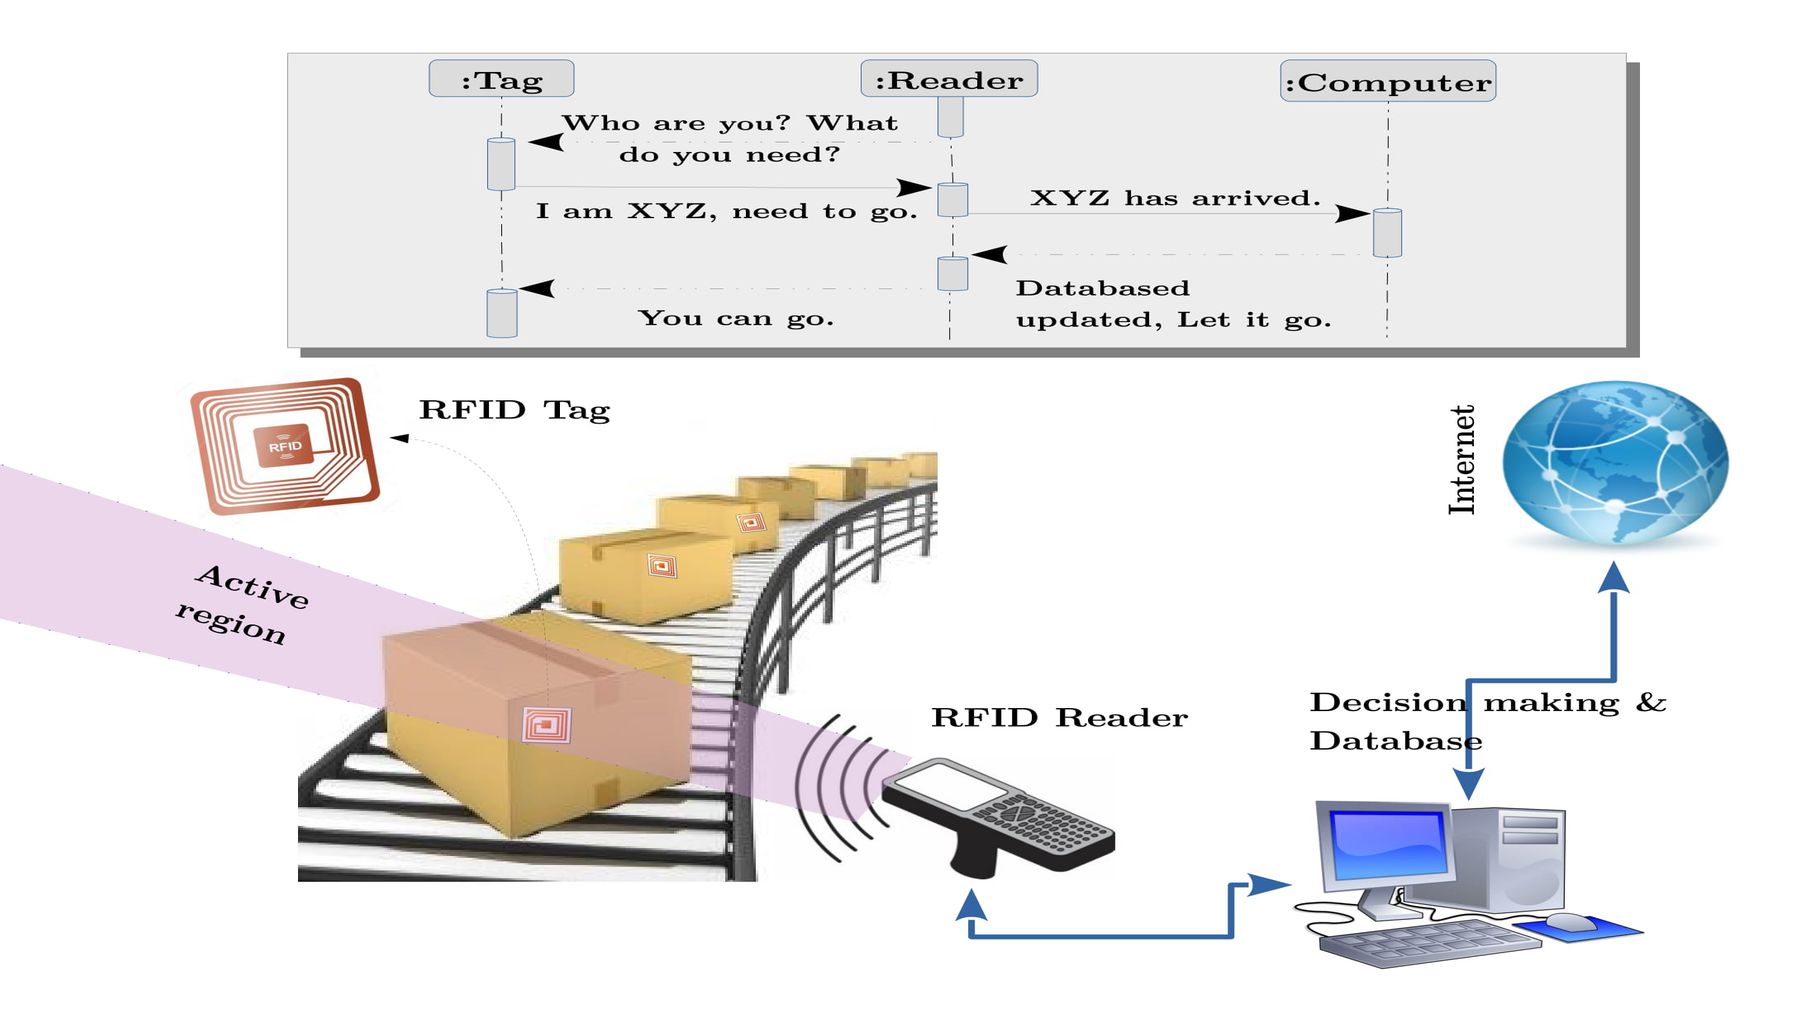 :Tag
:Reader
:Computer
Who are you? What
do you need?
I am XYZ, need to go.
XYZ has arrived.
Databased
updated, Let it go.
You can go.
RFID Tag
RFID
Internet
Active
region
RFID Reader
Decision making &
Database